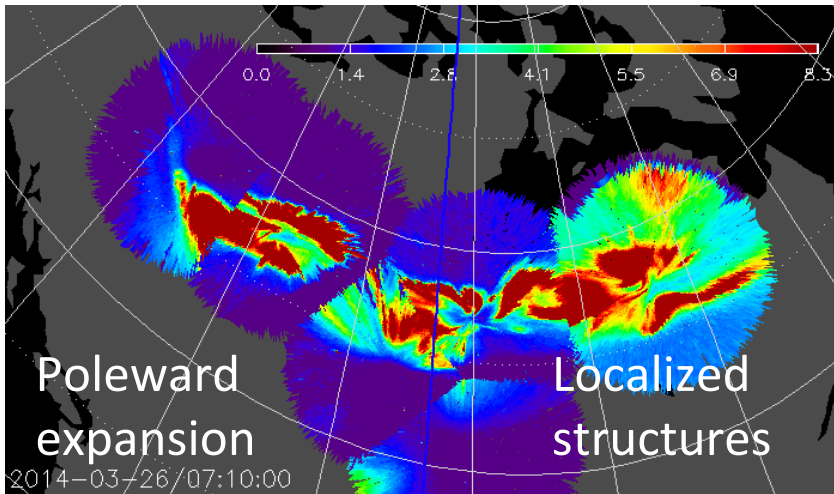 0.0 1.4 2.8 4.1 5.5 6.9 8.3
Poleward
expansion
Localized
structures
2014-03-26/07:10:00